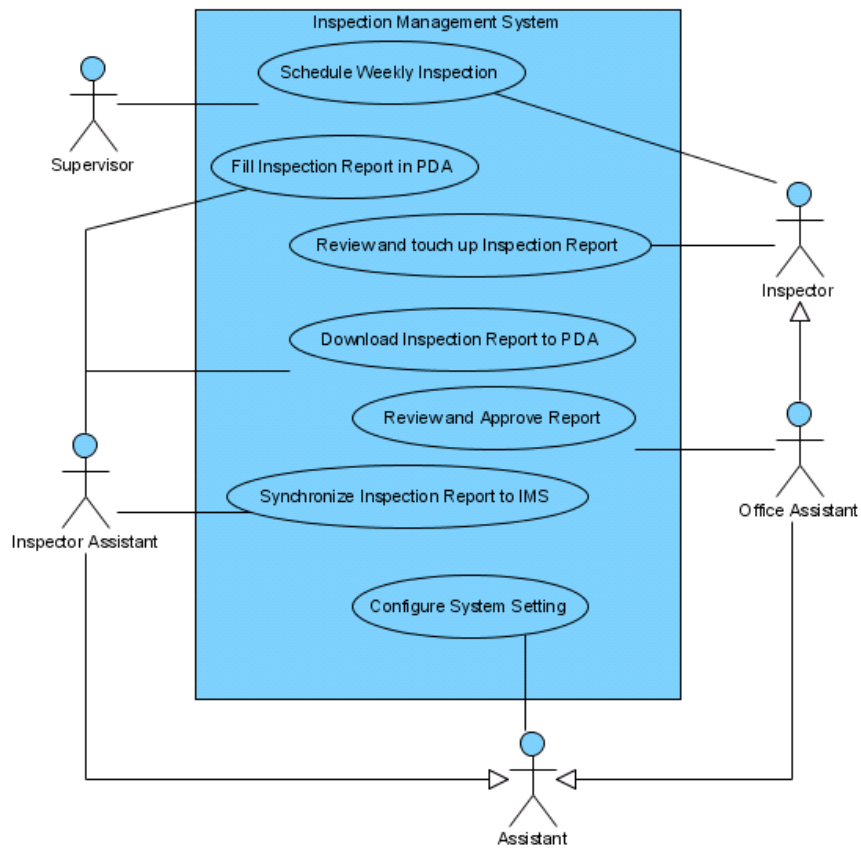 Inspection Management System
Schedule Weekly Inspection
Supervisor
Fill Inspection Report in PDA
Review and touch up Inspection Report
Inspector
Download Inspection Report to PDA
Review and Approve Report
Synchronize Inspection Report to IMS
Office Assistant
Inspector Assistant
Configure System Setting
Assistant